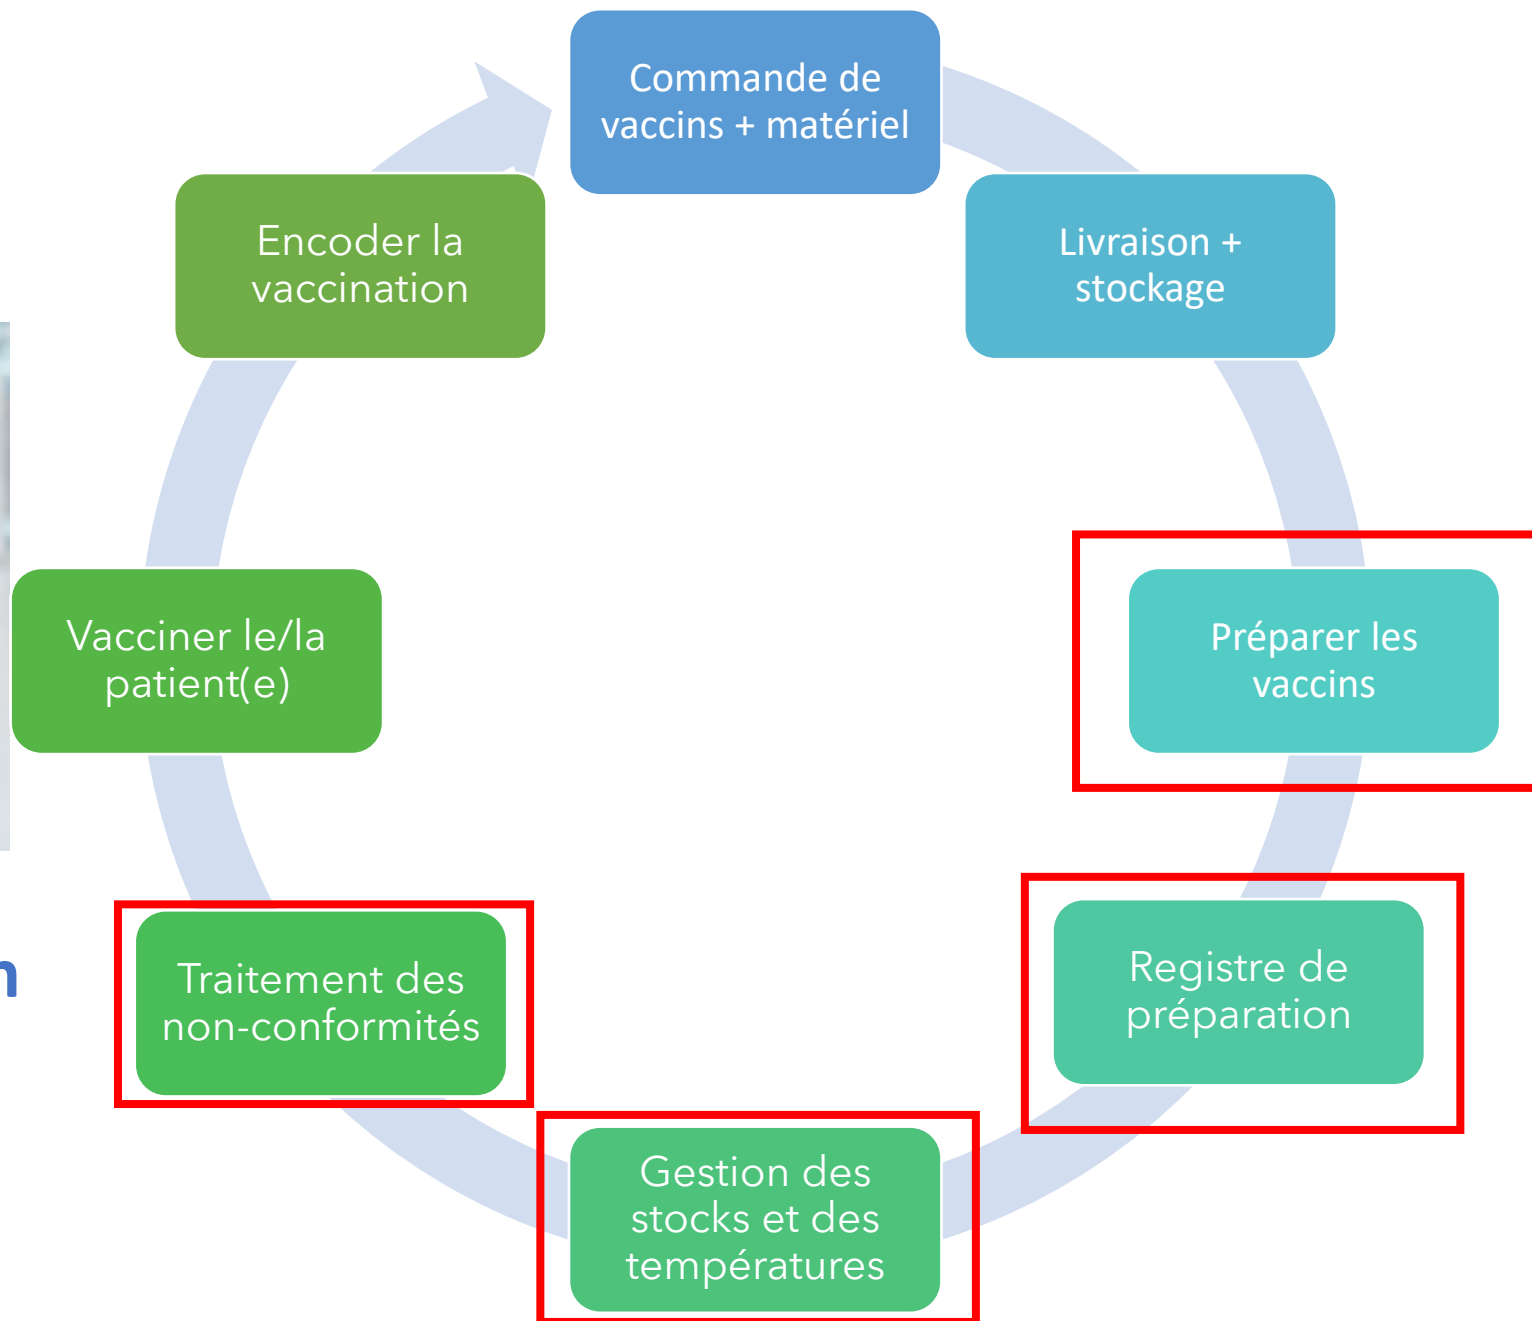 Commande de
vaccins + matériel
Livraison +
stockage
Préparer les
vaccins
Registre de
préparation
Gestion des
stocks et des
températures
Traitement des
non-conformités
Vacciner le/la
patient(e)
Encoder la
vaccination